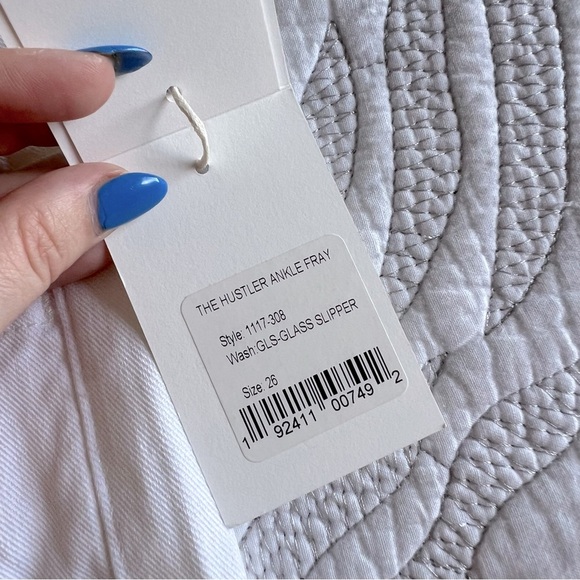 THE HUSTLER ANKLE FRAY
Style: 1117-308
Wash:GLS-GLASS SLIPPER
Size: 26
1 92411 00749 2